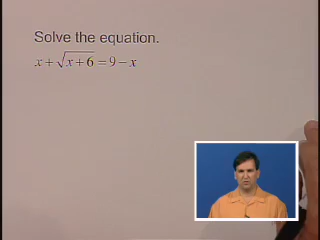 Solve the equation.
x + √(x + 6) = 9 − x